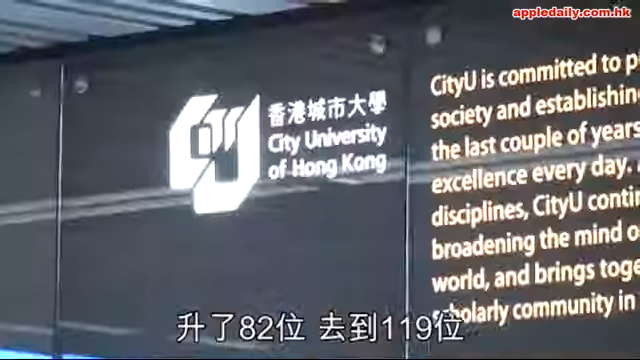 appledaily.com.hk
香港城市大學
City University
of Hong Kong
CityU is committed to
society and establishin
the last couple of years
excellence every day.
disciplines, CityU conti
broadening the mind o
world, and brings toge
scholarly community in
升了82位 去到119位